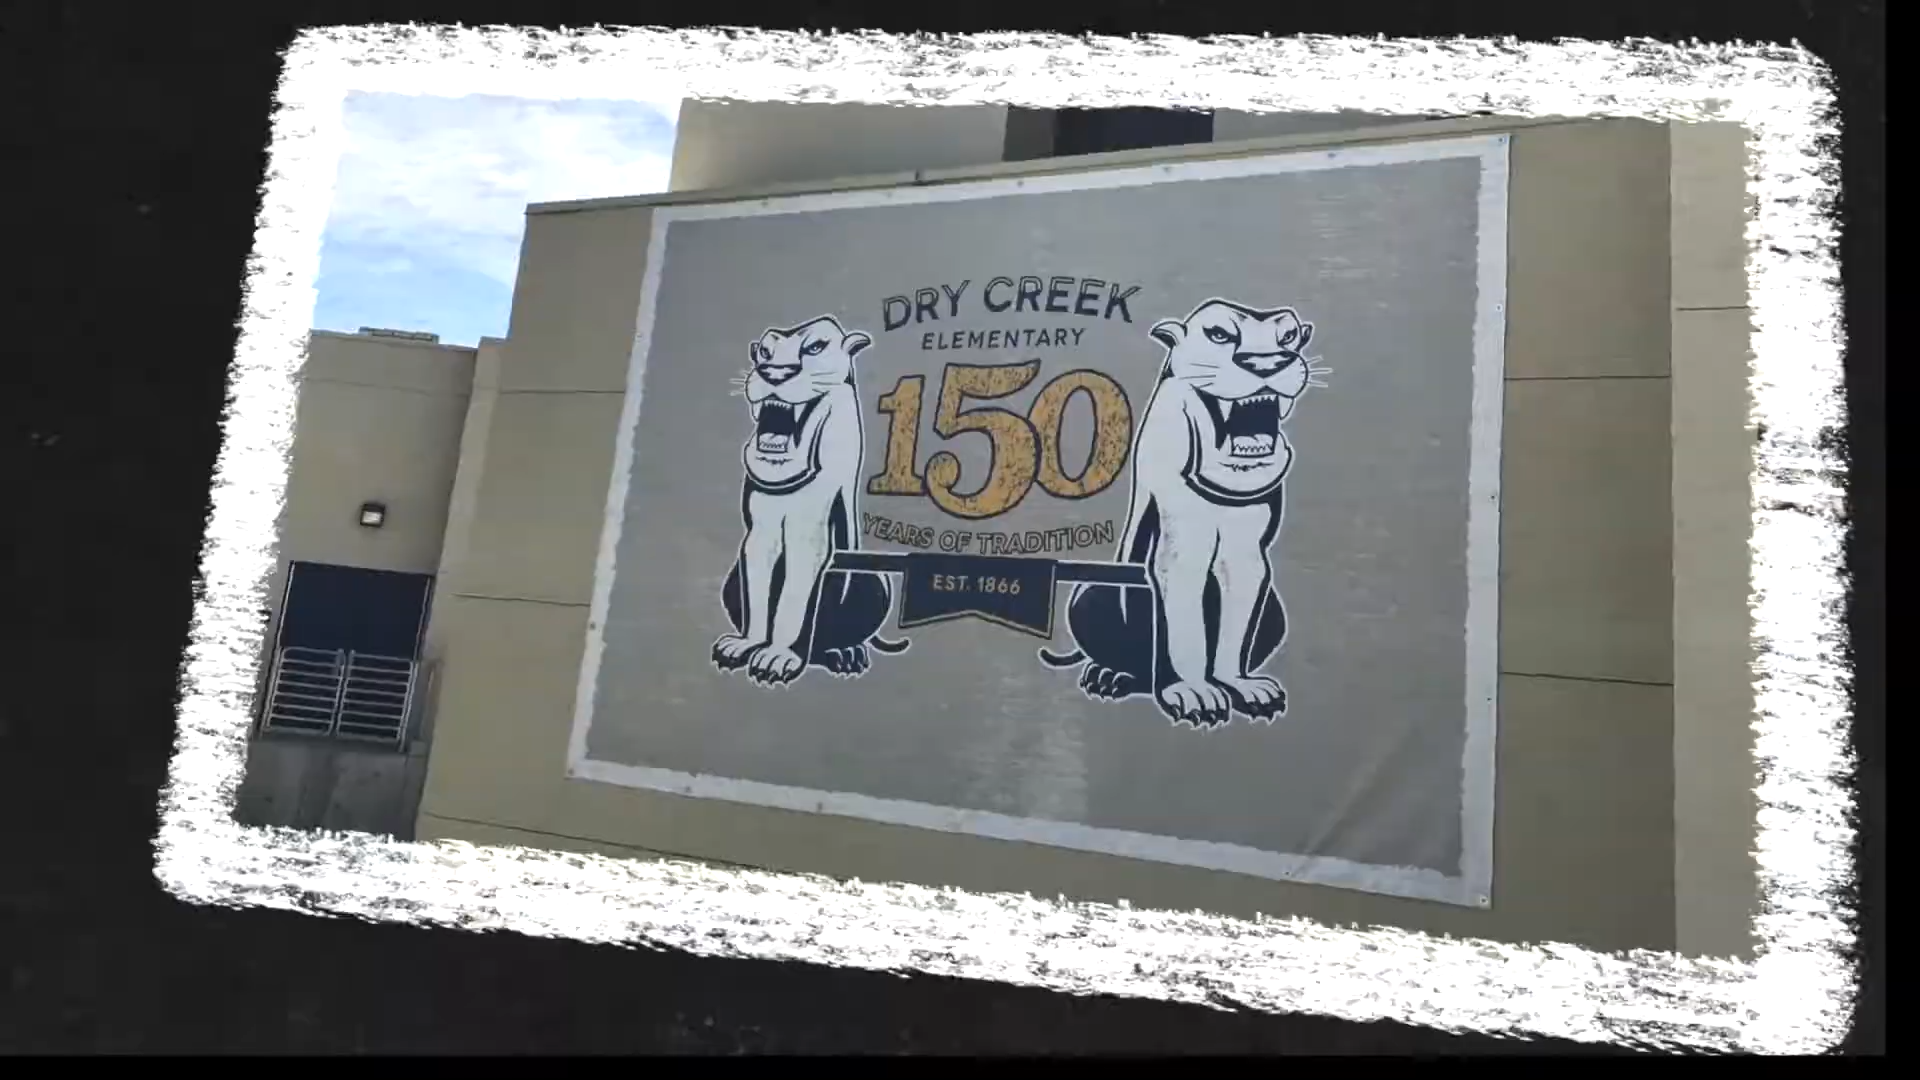 DRY CREEK
ELEMENTARY
150
YEARS OF TRADITION
EST. 1866